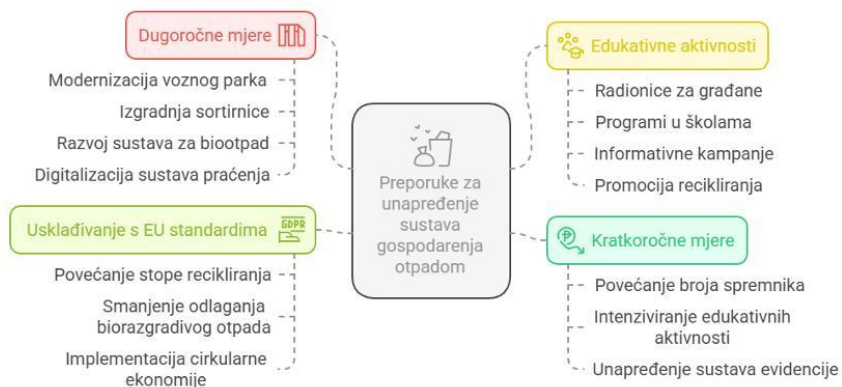 Dugoročne mjere
Modernizacija voznog parka
Izgradnja sortirnice
Razvoj sustava za biootpad
Digitalizacija sustava praćenja
Usklađivanje s EU standardima
GDPR
Povećanje stope recikliranja
Smanjenje odlaganja
biorazgradivog otpada
Implementacija cirkularne
ekonomije
Preporuke za
unapređenje
sustava
gospodarenja
otpadom
Edukativne aktivnosti
Radionice za građane
Programi u školama
Informativne kampanje
Promocija recikliranja
Kratkoročne mjere
Povećanje broja spremnika
Intenziviranje edukativnih
aktivnosti
Unapređenje sustava evidencije